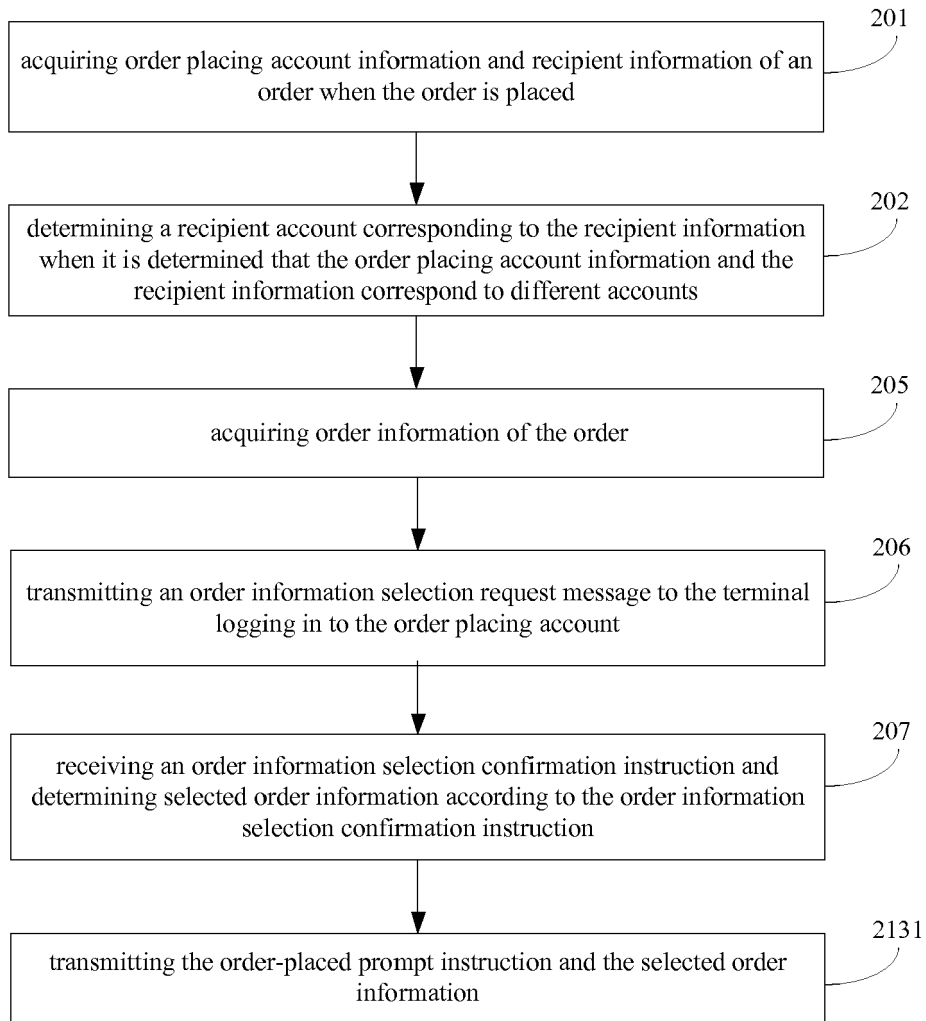 201
acquiring order placing account information and recipient information of an
order when the order is placed
202
determining a recipient account corresponding to the recipient information
when it is determined that the order placing account information and the
recipient information correspond to different accounts
205
acquiring order information of the order
206
transmitting an order information selection request message to the terminal
logging in to the order placing account
207
receiving an order information selection confirmation instruction and
determining selected order information according to the order information
selection confirmation instruction
2131
transmitting the order-placed prompt instruction and the selected order
information